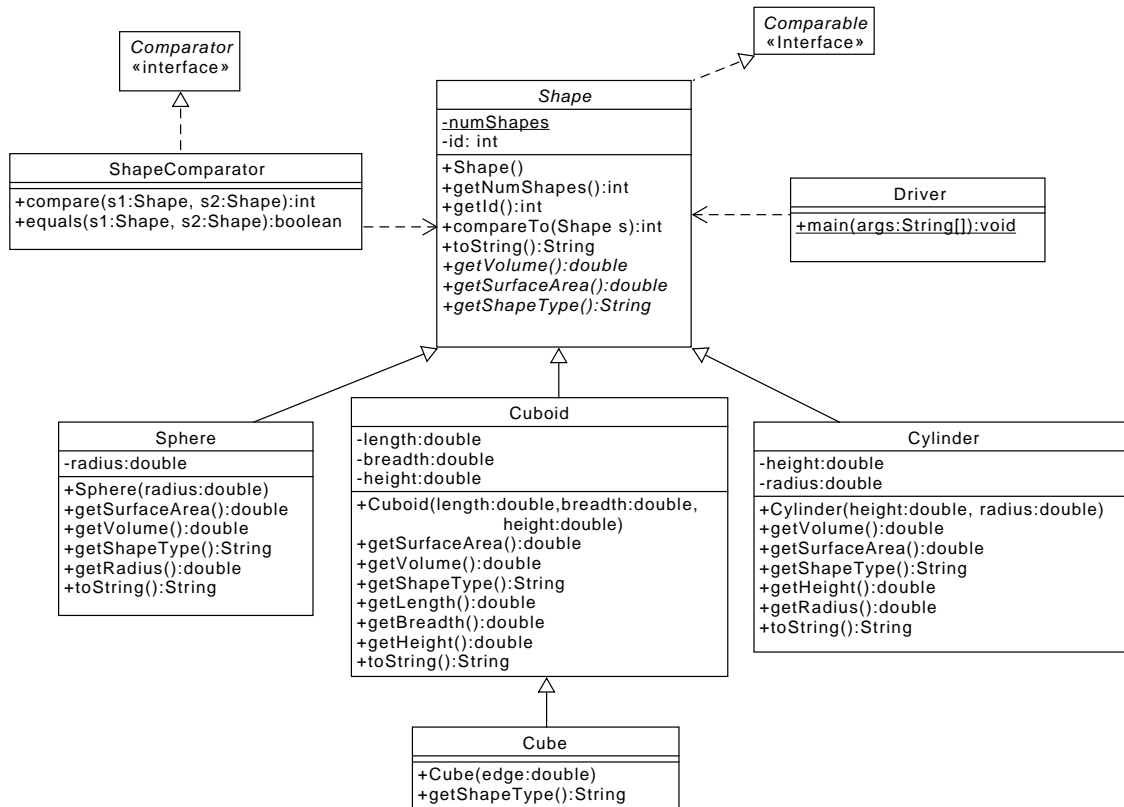 Comparator
«interface»
Comparable
«Interface»
Shape
-numShapes
-id: int
+Shape()
+getNumShapes():int
+getId():int
+compareTo(Shape s):int
+toString():String
+getVolume():double
+getSurfaceArea():double
+getShapeType():String
ShapeComparator
+compare(s1:Shape, s2:Shape):int
+equals(s1:Shape, s2:Shape):boolean
Driver
+main(args:String[]):void
Sphere
-radius:double
+Sphere(radius:double)
+getSurfaceArea():double
+getVolume():double
+getShapeType():String
+getRadius():double
+toString():String
Cuboid
-length:double
-breadth:double
-height:double
+Cuboid(length:double,breadth:double,
height:double)
+getSurfaceArea():double
+getVolume():double
+getShapeType():String
+getLength():double
+getBreadth():double
+getHeight():double
+toString():String
Cylinder
-height:double
-radius:double
+Cylinder(height:double, radius:double)
+getVolume():double
+getSurfaceArea():double
+getShapeType():String
+getHeight():double
+getRadius():double
+toString():String
Cube
+Cube(edge:double)
+getShapeType():String